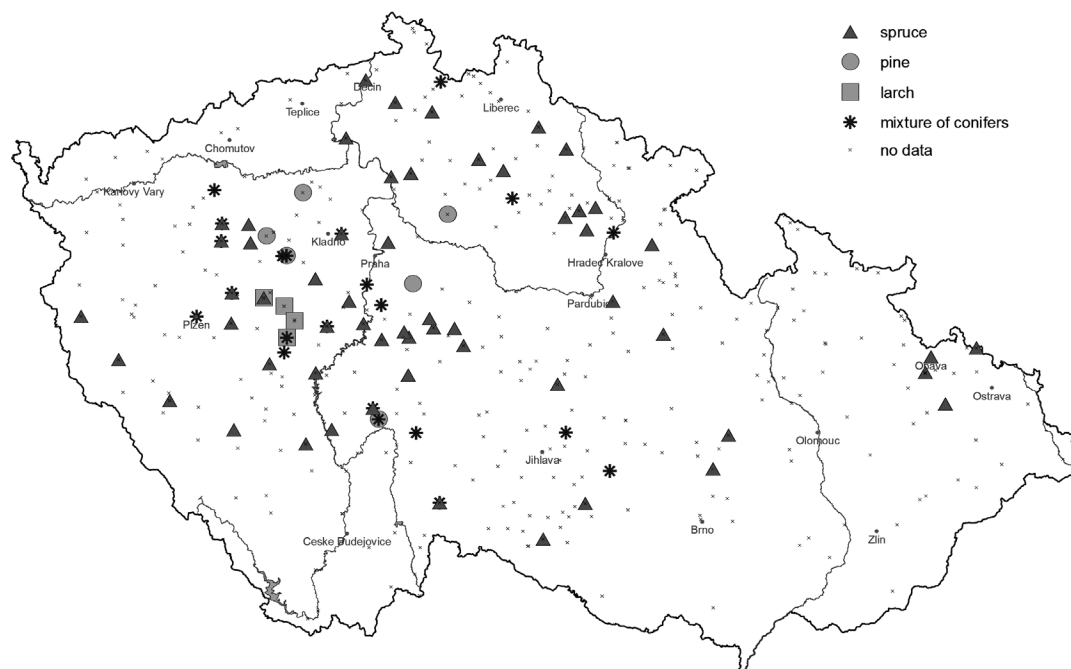 spruce
pine
larch
mixture of conifers
no data
Decin
Liberec
Teplice
Chomutov
Karlovy Vary
Kladno
Praha
Hradec Kralove
Pardubice
Plzen
Opava
Ostrava
Olomouc
Jihlava
Brno
Zlin
Ceske Budejovice